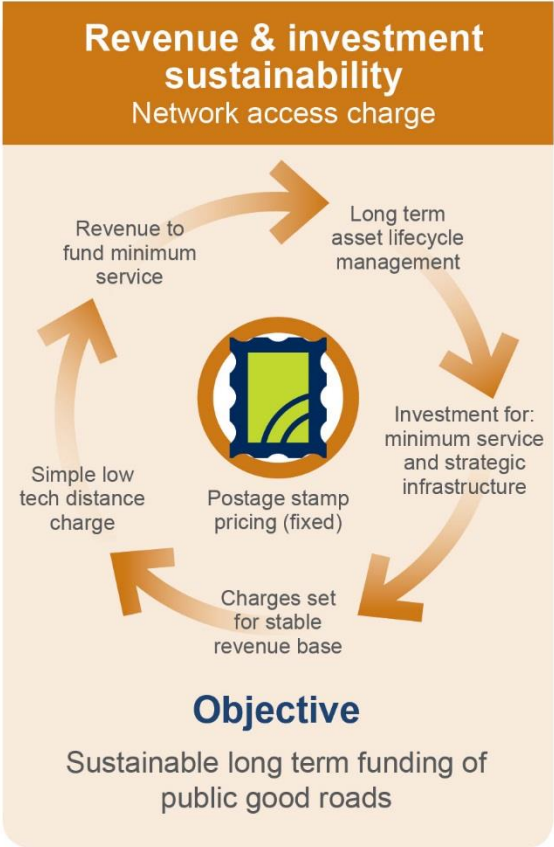 Revenue & investment
sustainability
Network access charge
Revenue to
fund minimum
service
Long term
asset lifecycle
management
Investment for:
minimum service
and strategic
infrastructure
Charges set
for stable
revenue base
Simple low
tech distance
charge
Postage stamp
pricing (fixed)
Objective
Sustainable long term funding of
public good roads